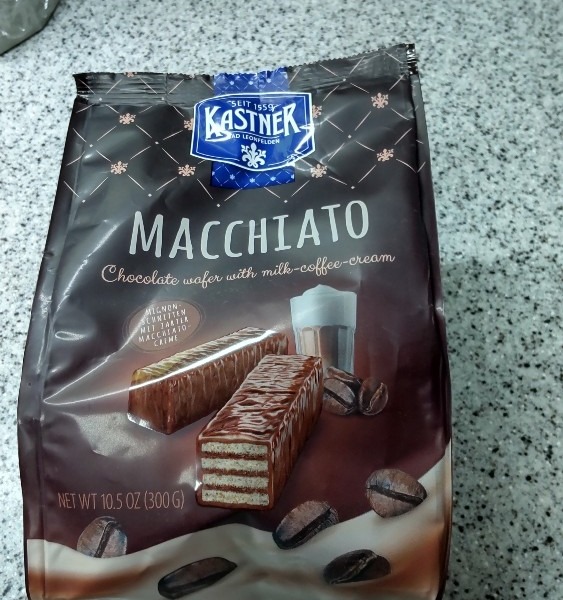 SEIT 1559
KASTNER
BAD LEONFELDEN
MACCHIATO
Chocolate wafer with milk-coffee-cream
MIGNON-
SCHNITTEN
MIT ZARTER
MACCHIATO-
CREME
NET WT 10.5 OZ (300 G)